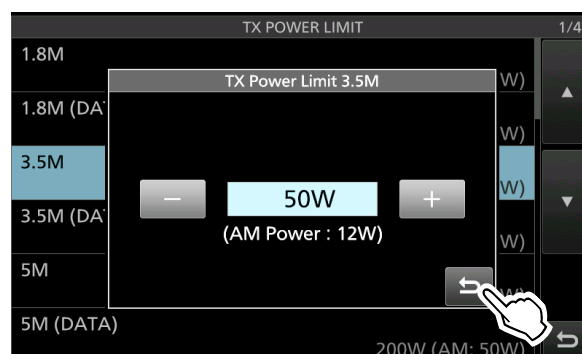 TX POWER LIMIT 1/4
1.8M
TX Power Limit 3.5M
W)
1.8M (DA
W)
3.5M
W)
50W
3.5M (DA
(AM Power : 12W)
W)
5M
W)
5M (DATA)
200W (AM: 50W)